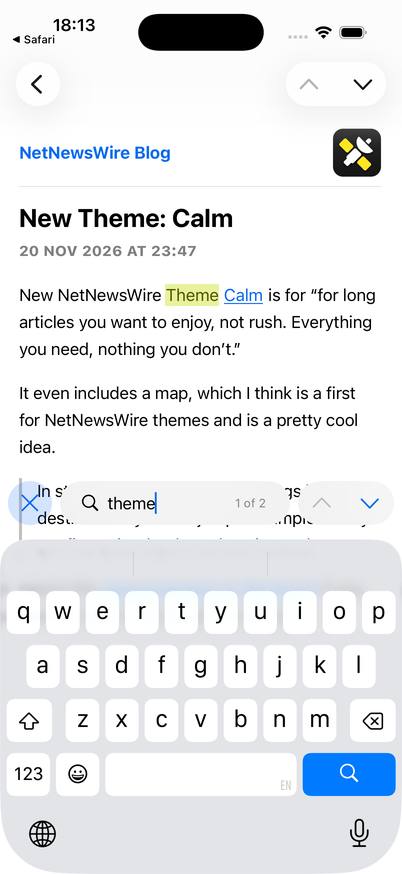 18:13
◀ Safari
NetNewsWire Blog
New Theme: Calm
20 NOV 2026 AT 23:47
New NetNewsWire Theme Calm is for “for long
articles you want to enjoy, not rush. Everything
you need, nothing you don’t.”
It even includes a map, which I think is a first
for NetNewsWire themes and is a pretty cool
idea.
In
theme
1 of 2
q w e r t y u i o p
a s d f g h j k l
z x c v b n m
123
EN